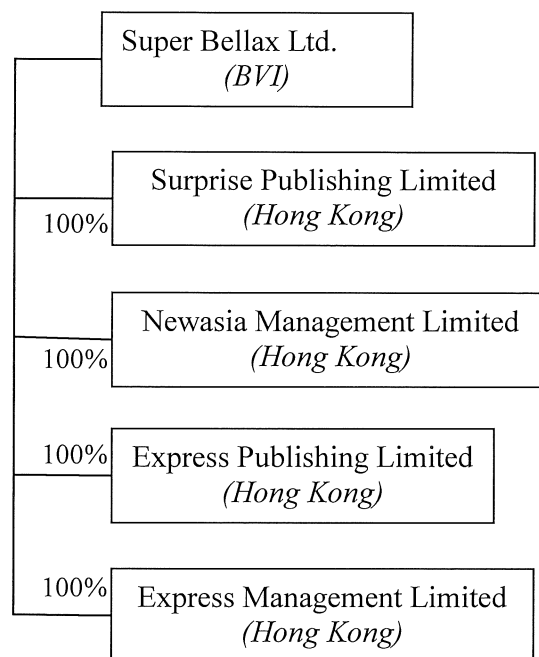 Super Bellax Ltd.
(BVI)
Surprise Publishing Limited
(Hong Kong)
100%
Newasia Management Limited
(Hong Kong)
100%
100%
Express Publishing Limited
(Hong Kong)
100%
Express Management Limited
(Hong Kong)